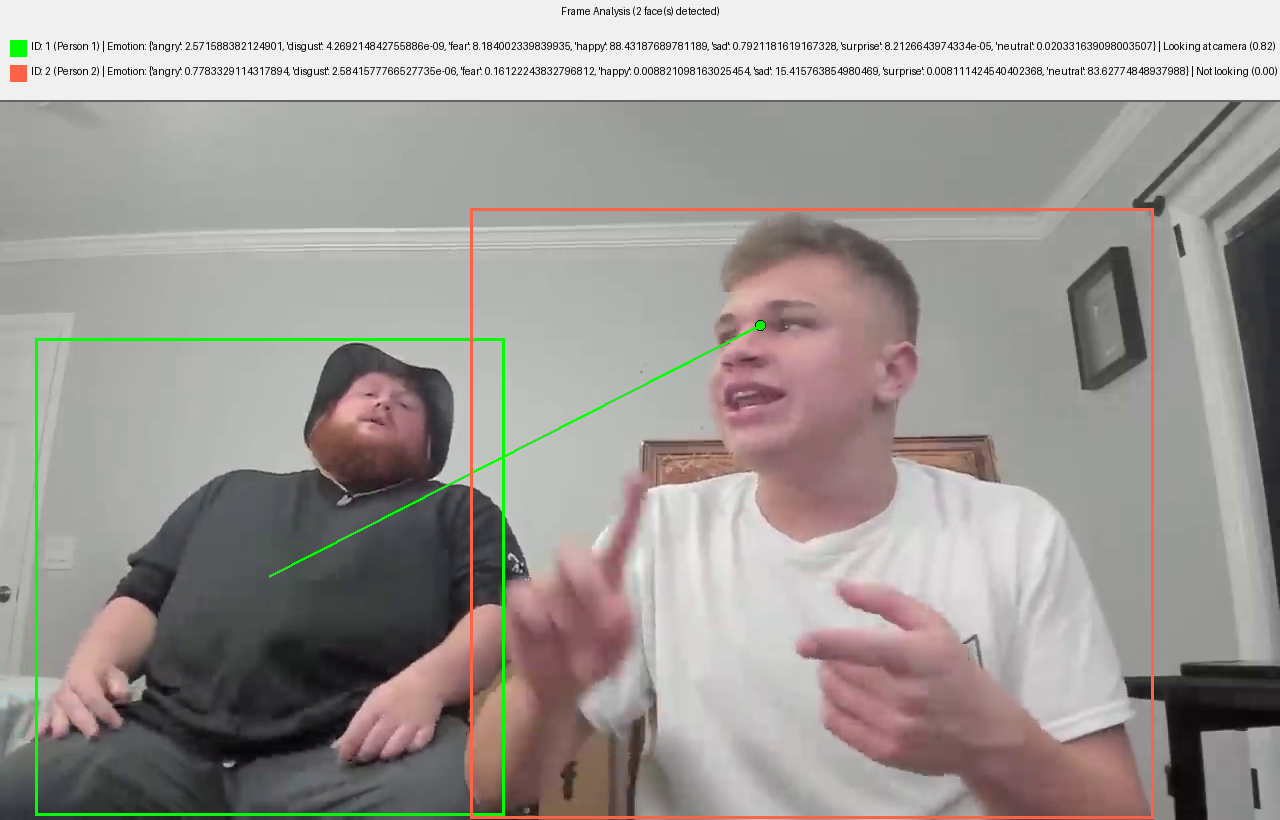 Frame Analysis (2 face(s) detected)
ID: 1 (Person 1) | Emotion: {'angry': 2.571588382124901, 'disgust': 4.269214842755886e-09, 'fear': 8.184002339839935, 'happy': 88.43187689781189, 'sad': 0.7921181619167328, 'surprise': 8.2126643974334e-05, 'neutral': 0.020331639098003507} | Looking at camera (0.82)
ID: 2 (Person 2) | Emotion: {'angry': 0.7783329114317894, 'disgust': 2.5841577766527735e-06, 'fear': 0.16122243832796812, 'happy': 0.008821098163025454, 'sad': 15.415763854980469, 'surprise': 0.008111424540402368, 'neutral': 83.62774848937988} | Not looking (0.00)